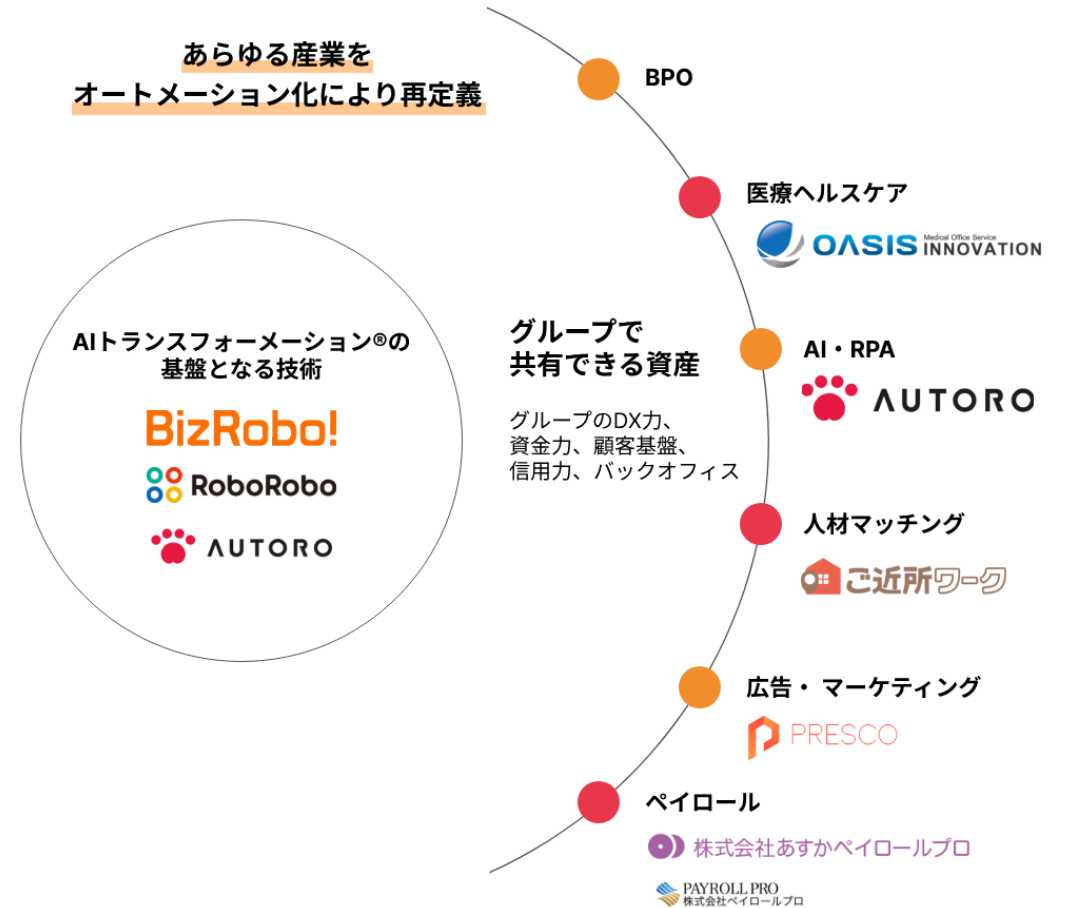 あらゆる産業を
オートメーション化により再定義
BPO
医療ヘルスケア
OASIS Medical Office Service INNOVATION
AIトランスフォーメーション®の
基盤となる技術
BizRobo!
RoboRobo
AUTORO
グループで
共有できる資産
グループのDX力、
資金力、顧客基盤、
信用力、バックオフィス
AI・RPA
AUTORO
人材マッチング
ご近所ワーク
広告・ マーケティング
PRESCO
ペイロール
株式会社あすかペイロールプロ
PAYROLL PRO
株式会社ペイロールプロ